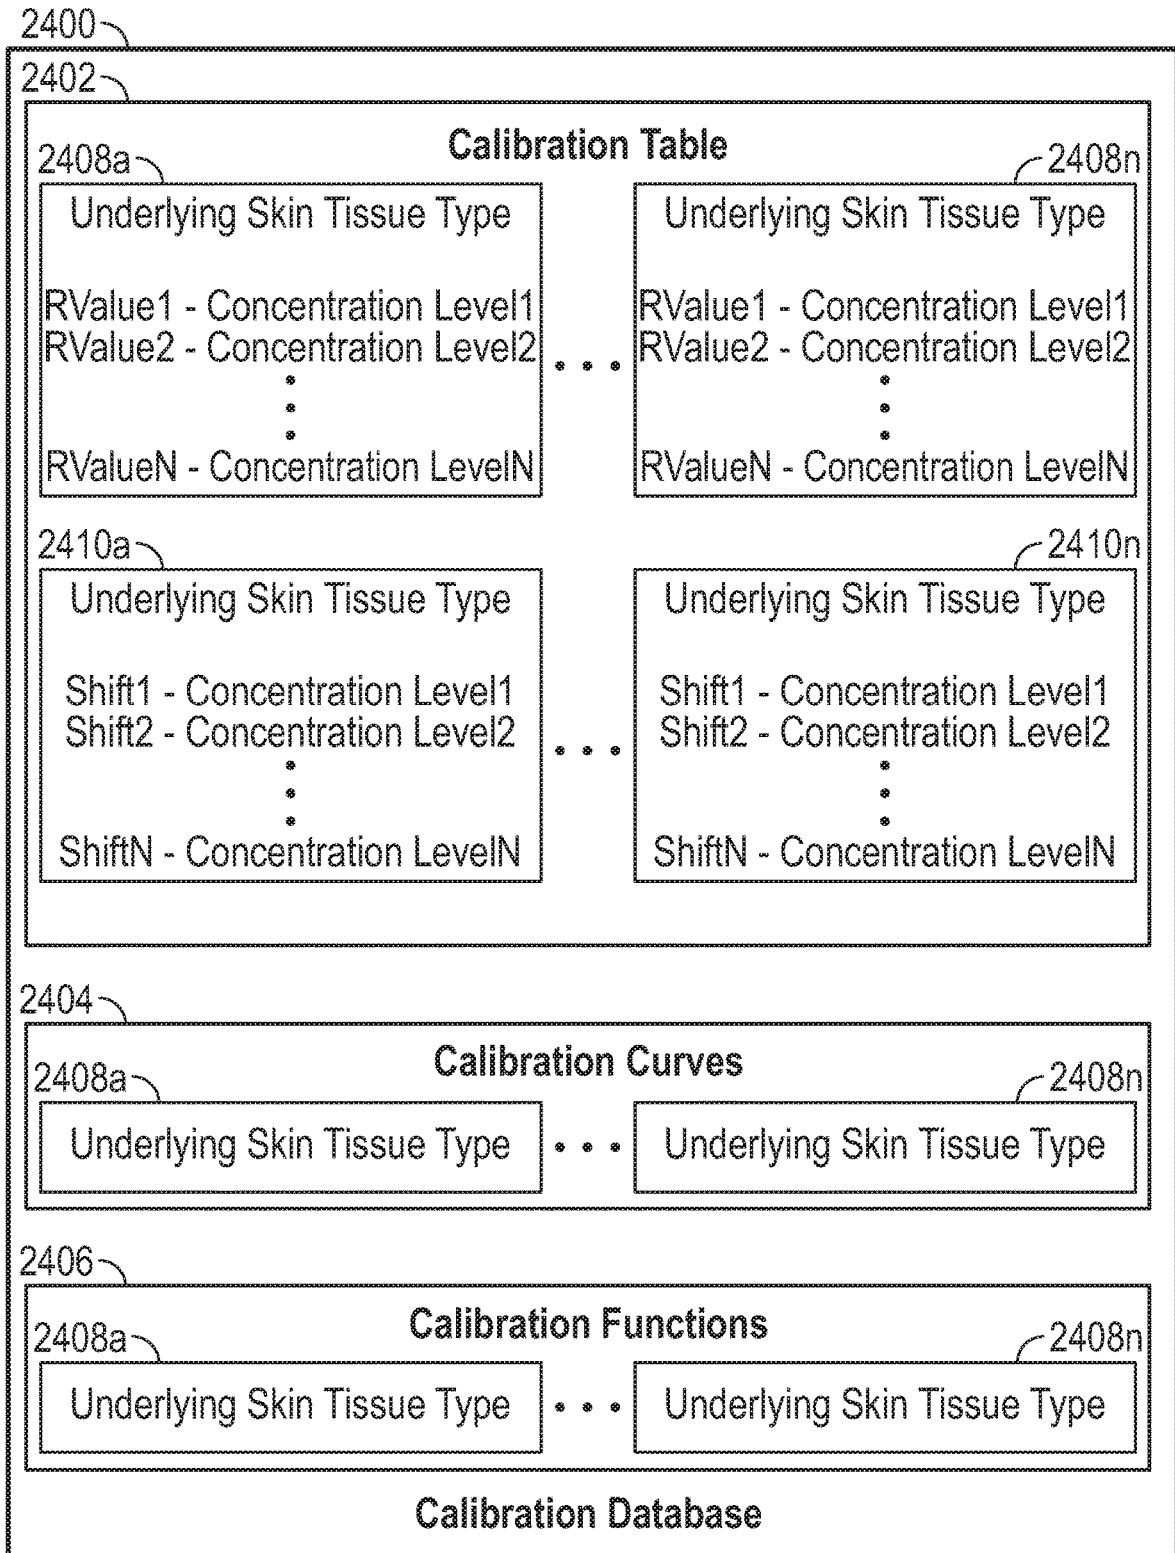 2400
2402
Calibration Table
2408a
2408n
Underlying Skin Tissue Type
RValue1 - Concentration Level1
RValue2 - Concentration Level2
RValueN - Concentration LevelN
. . .
Underlying Skin Tissue Type
RValue1 - Concentration Level1
RValue2 - Concentration Level2
RValueN - Concentration LevelN
2410a
2410n
Underlying Skin Tissue Type
Shift1 - Concentration Level1
Shift2 - Concentration Level2
ShiftN - Concentration LevelN
. . .
Underlying Skin Tissue Type
Shift1 - Concentration Level1
Shift2 - Concentration Level2
ShiftN - Concentration LevelN
2404
Calibration Curves
2408a
2408n
Underlying Skin Tissue Type . . . Underlying Skin Tissue Type
2406
Calibration Functions
2408a
2408n
Underlying Skin Tissue Type . . . Underlying Skin Tissue Type
Calibration Database